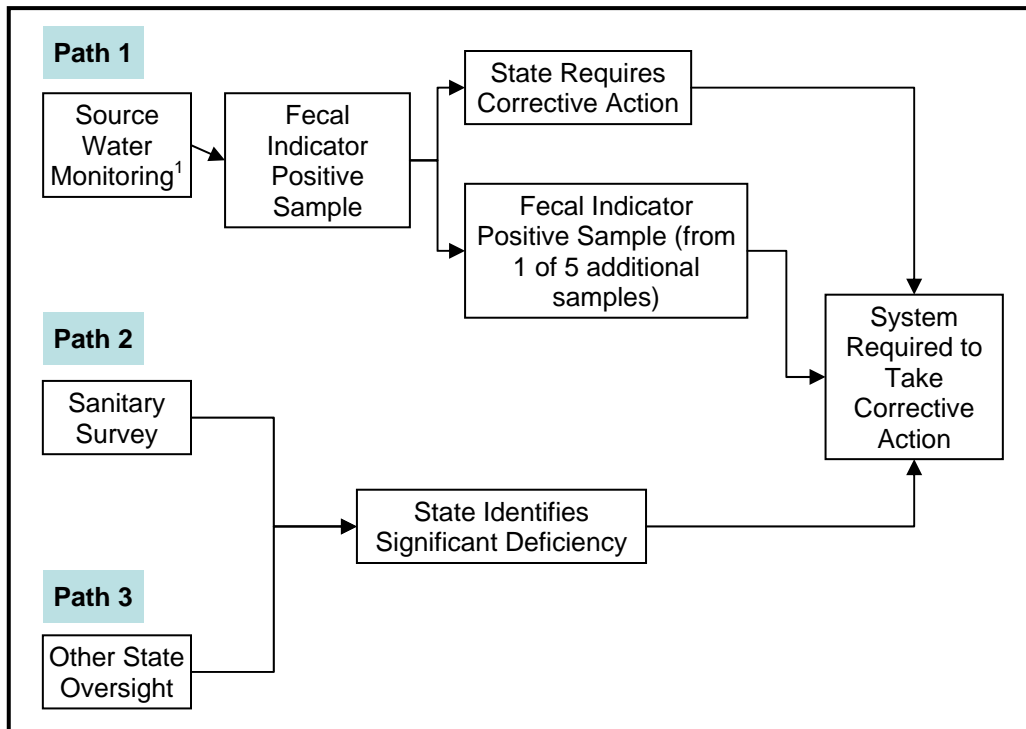 Path 1
Source
Water
Monitoring1
Fecal
Indicator
Positive
Sample
State Requires
Corrective Action
Fecal Indicator
Positive Sample (from
1 of 5 additional
samples)
System
Required to
Take
Corrective
Action
Path 2
Sanitary
Survey
State Identifies
Significant Deficiency
Path 3
Other State
Oversight